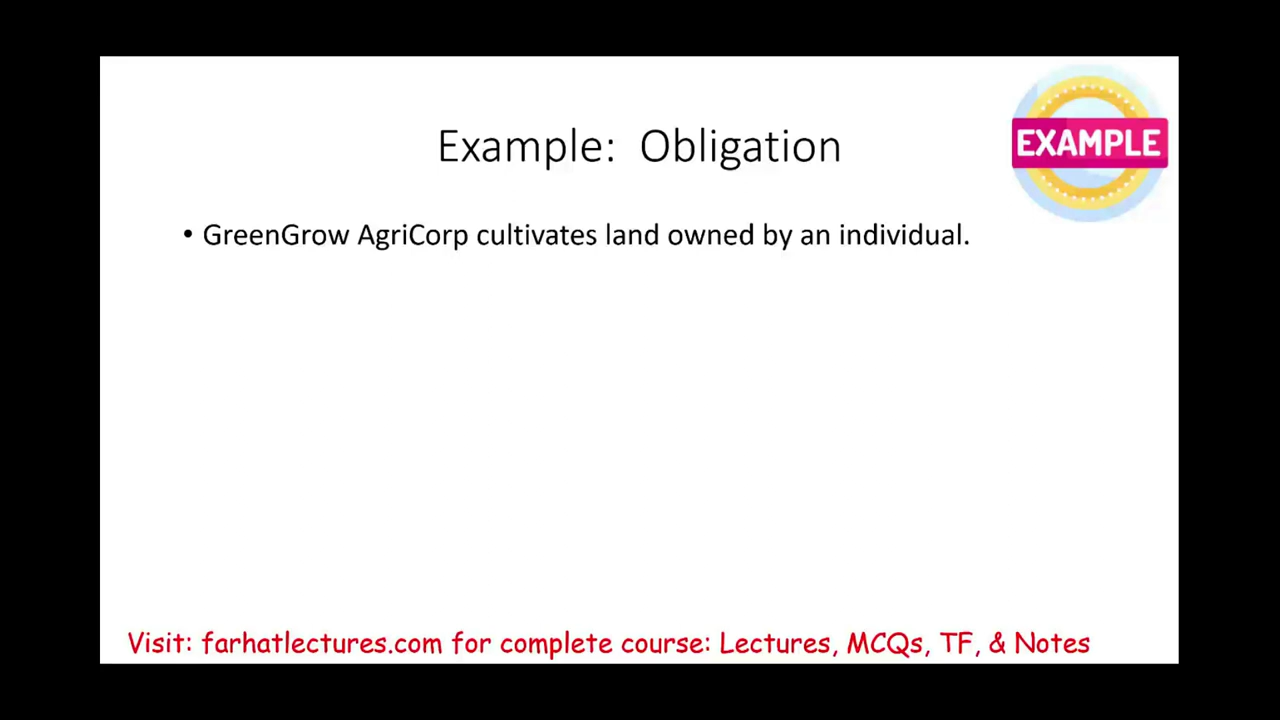 EXAMPLE
Example: Obligation
• GreenGrow AgriCorp cultivates land owned by an individual.
Visit: farhatlectures.com for complete course: Lectures, MCQs, TF, & Notes